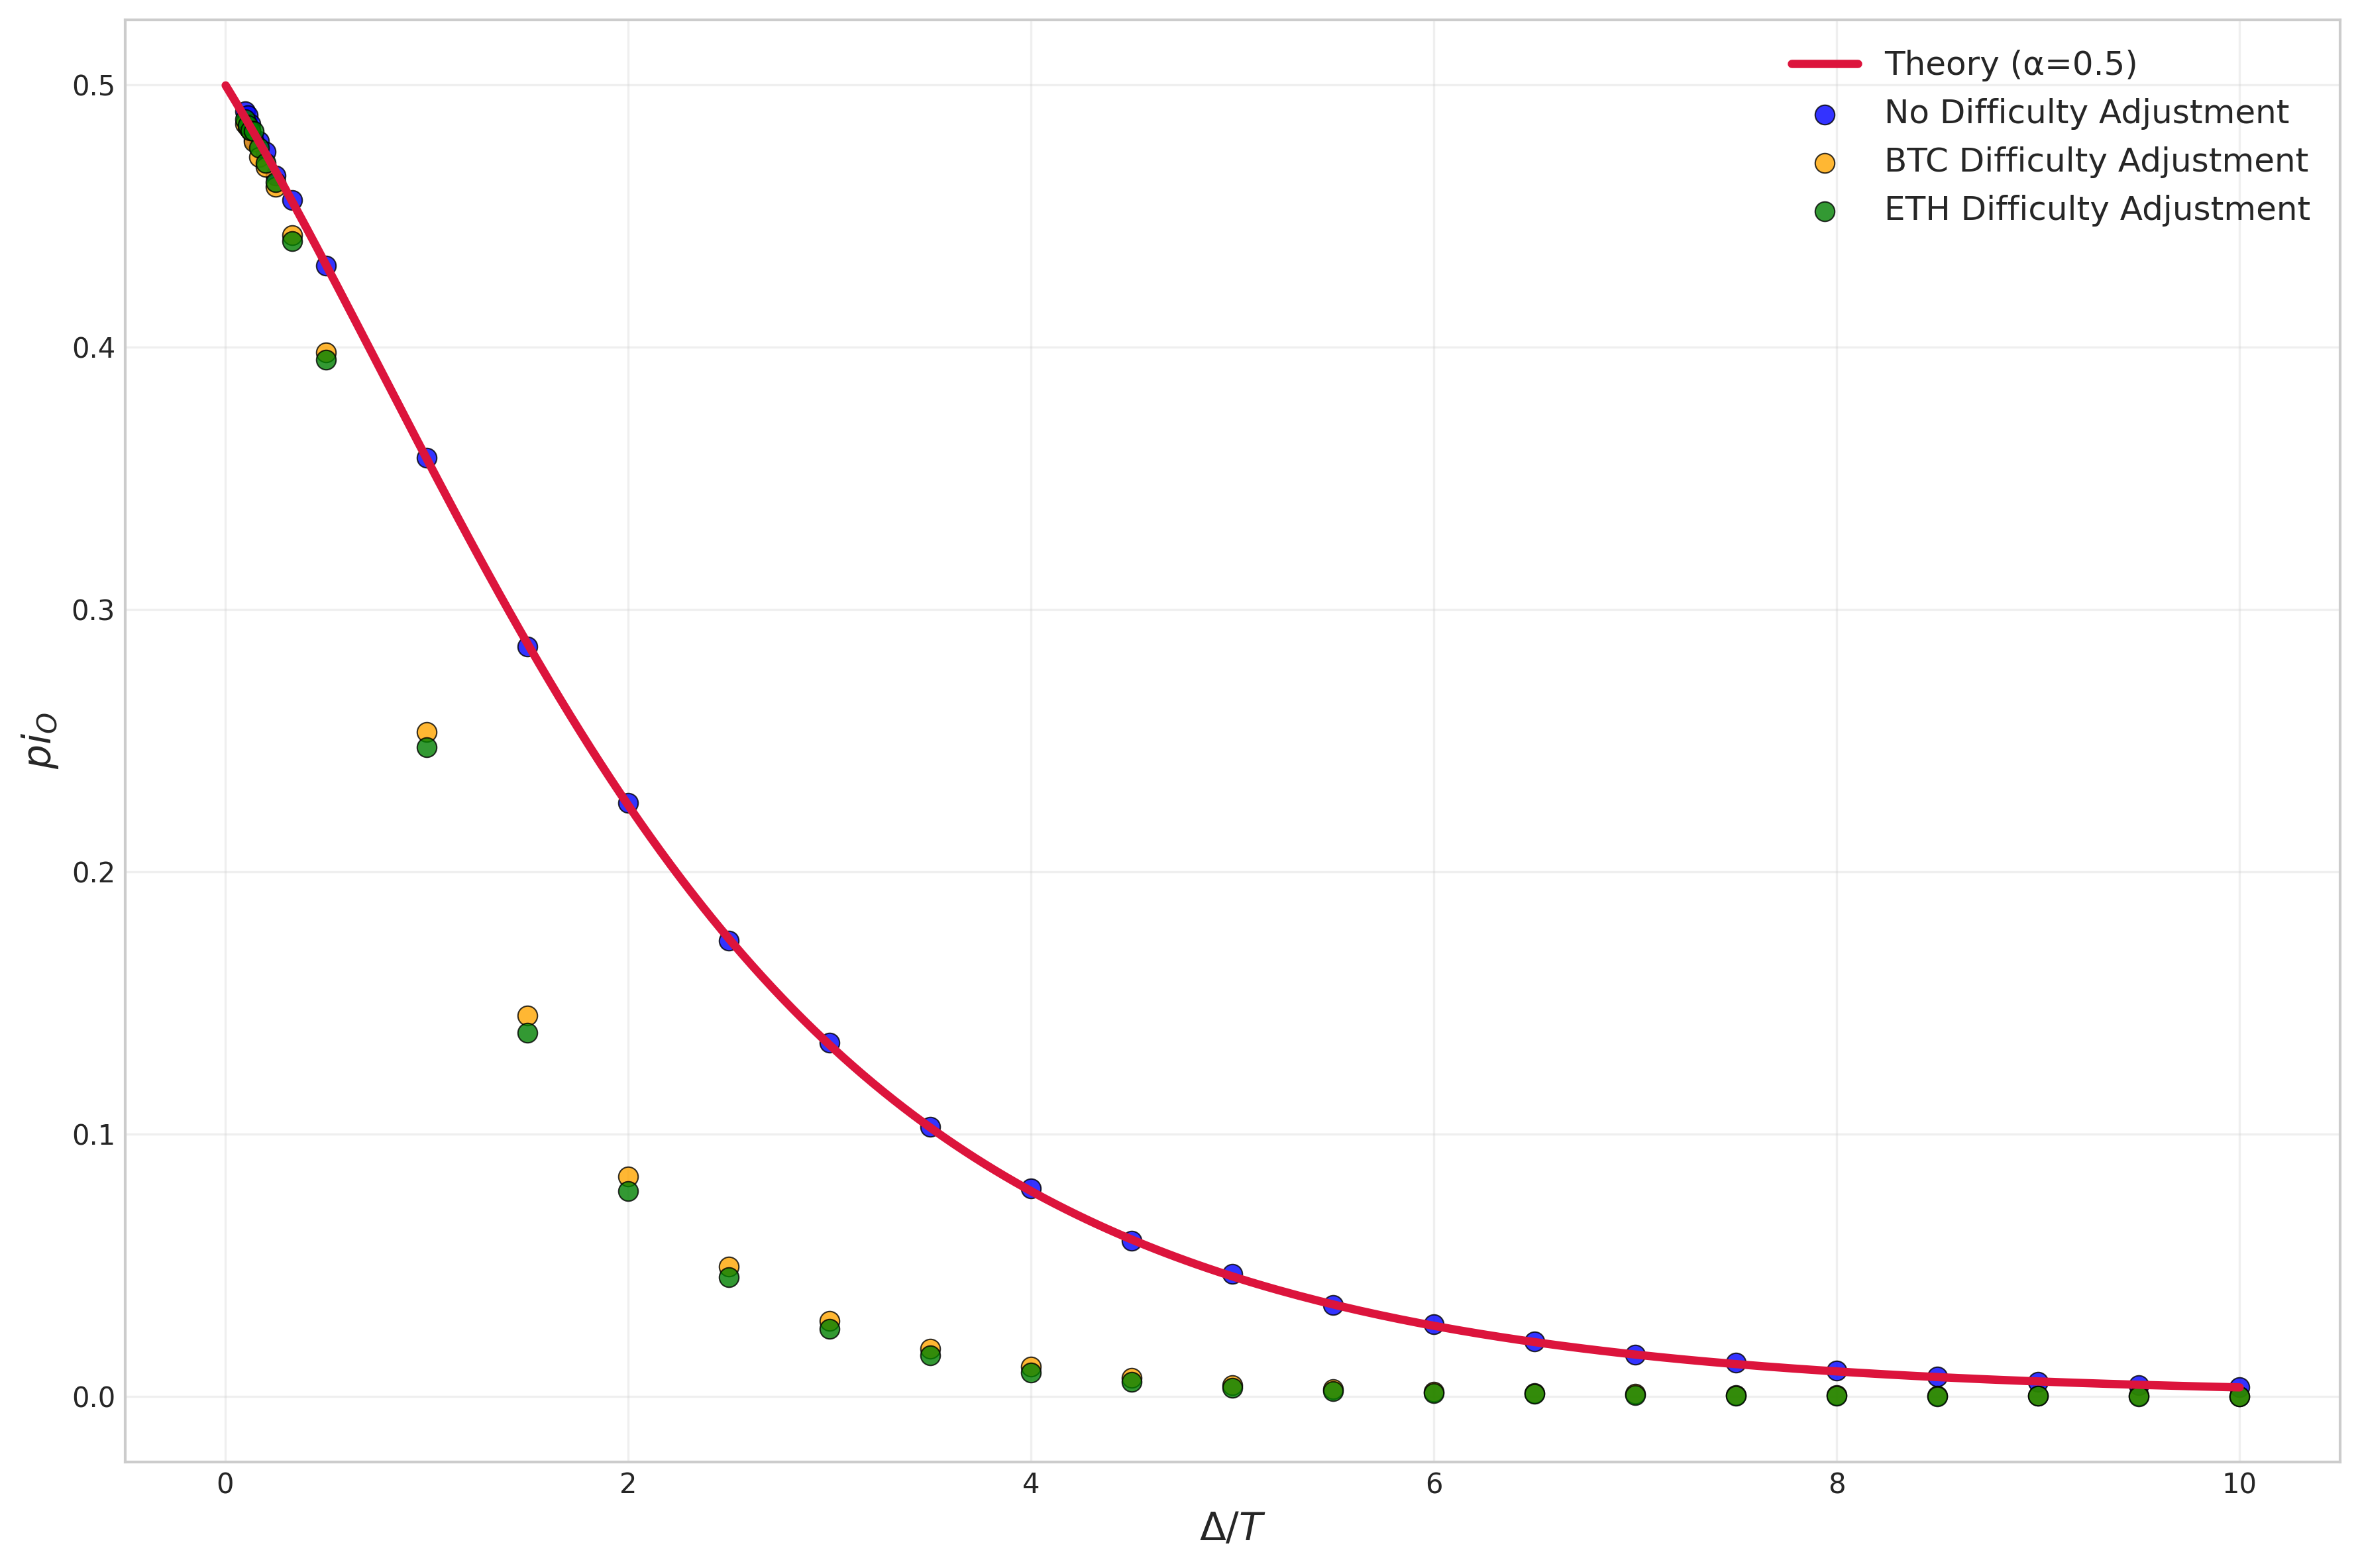 Theory (α=0.5)
No Difficulty Adjustment
BTC Difficulty Adjustment
ETH Difficulty Adjustment
0.5
0.4
0.3
0.2
0.1
0.0
pi_O
0 2 4 6 8 10
Δ/T